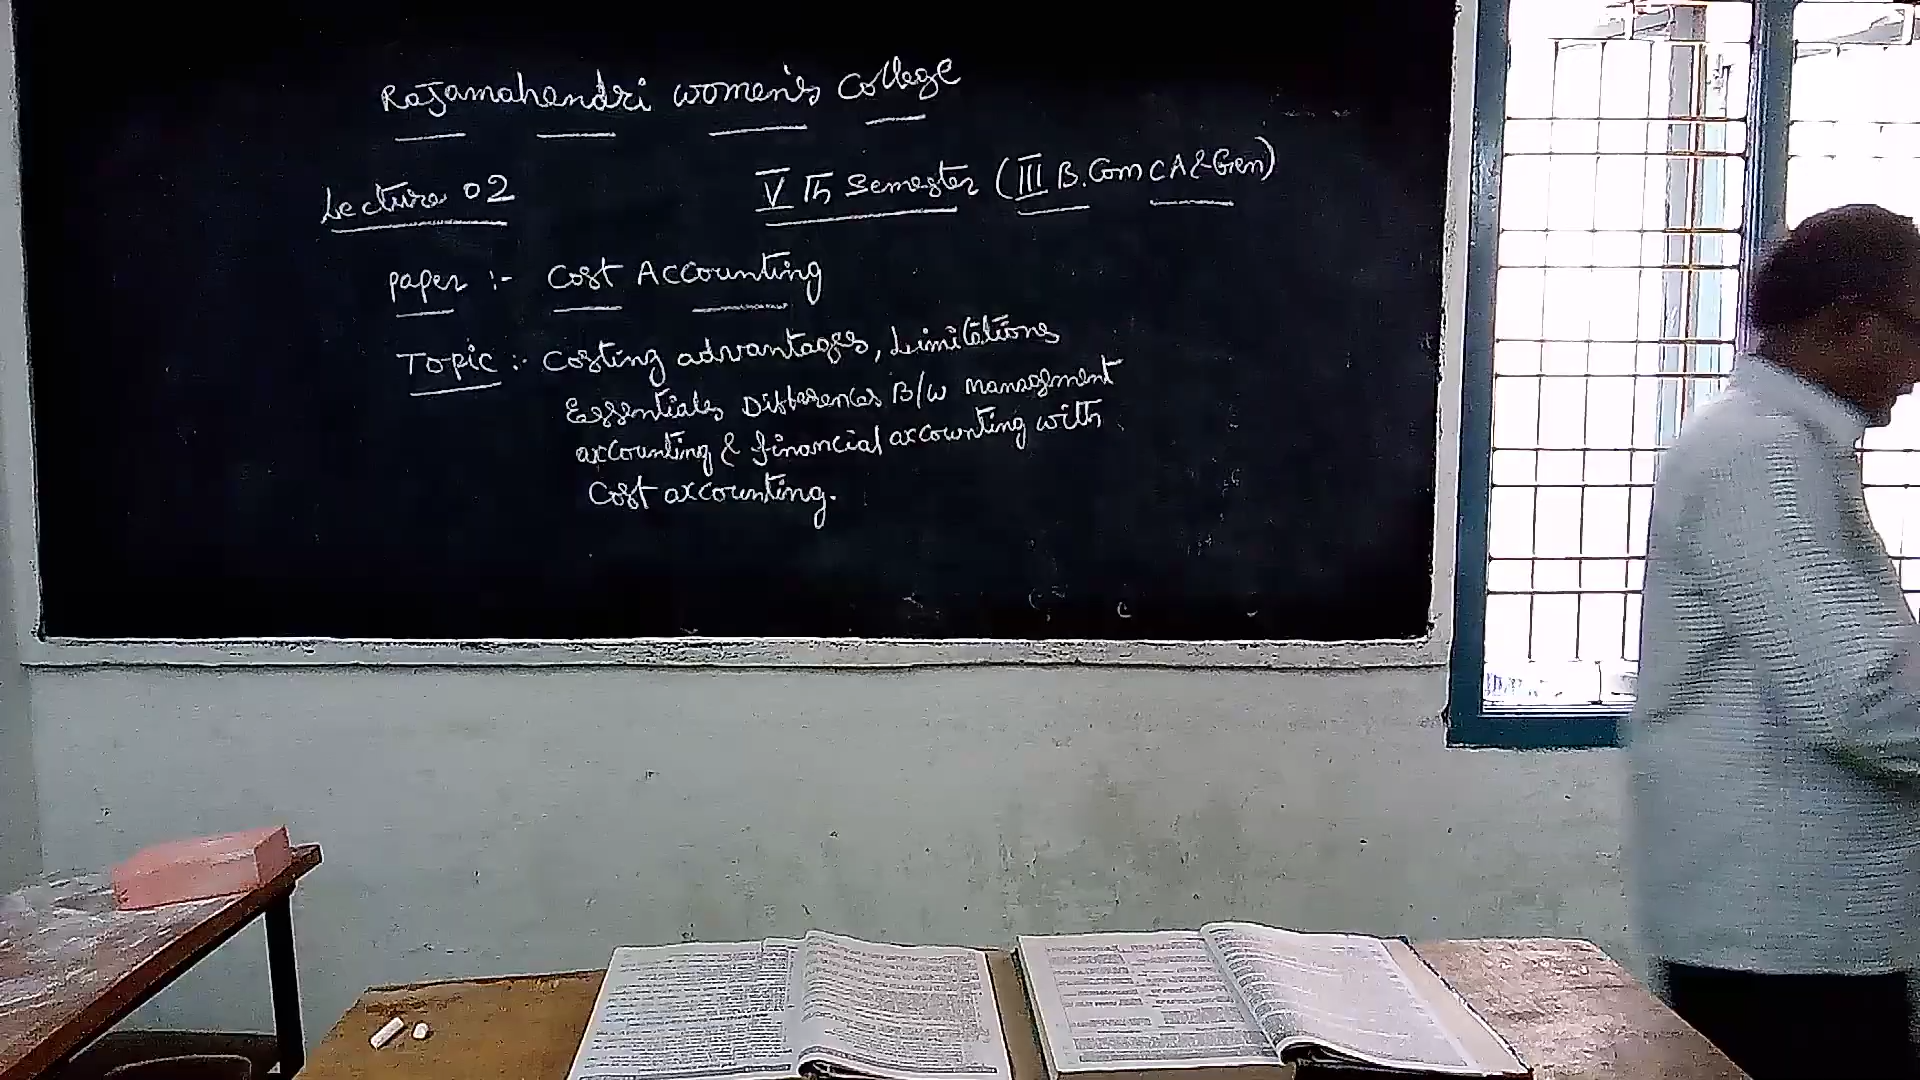 Rajamahendri women's college
Lecture 02
V Th Semester (III B.Com CA & Gen)
paper :- Cost Accounting
Topic :- Costing advantages, Limitations
Essentials Differences B/W Management
accounting & financial accounting with
Cost accounting.